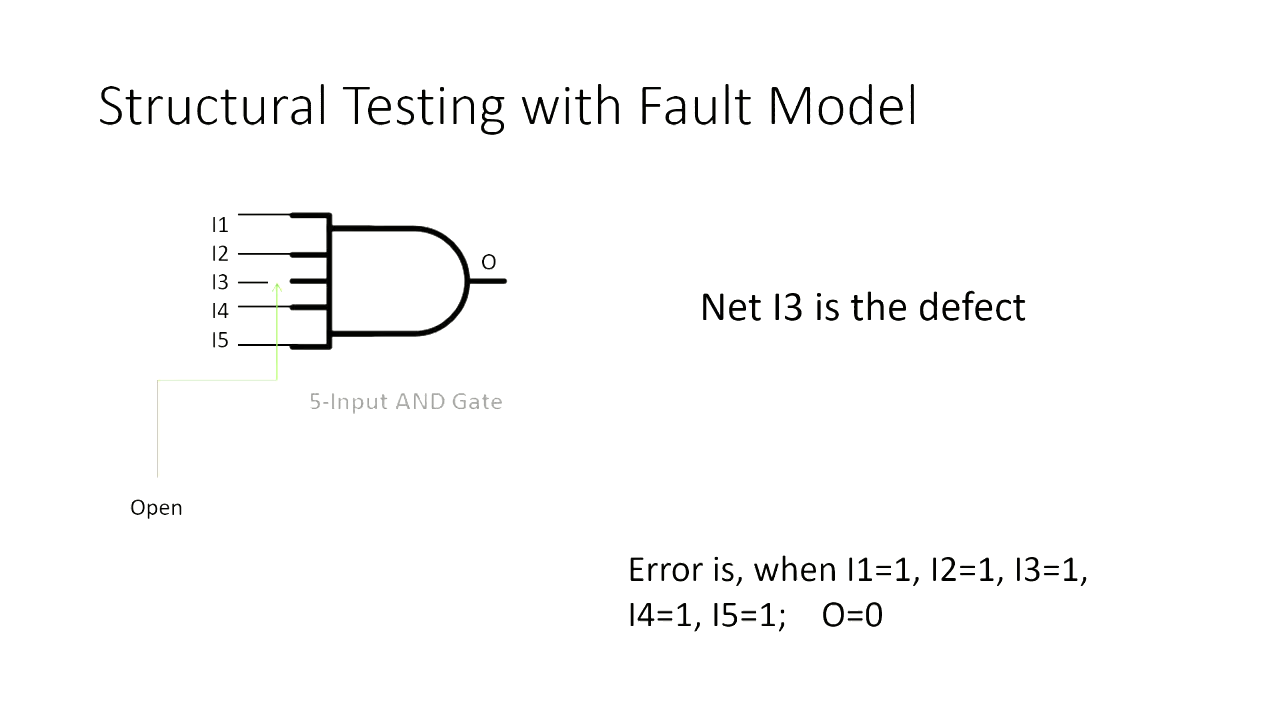 Structural Testing with Fault Model
I1
I2
I3
I4
I5
O
5-Input AND Gate
Open
Net I3 is the defect
Error is, when I1=1, I2=1, I3=1,
I4=1, I5=1; O=0